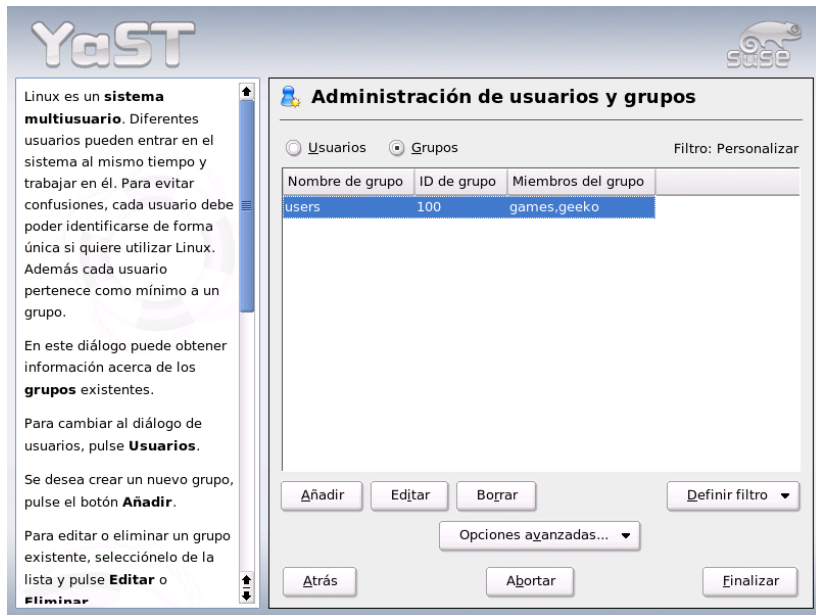 YaST
suse
Linux es un sistema
multiusuario. Diferentes
usuarios pueden entrar en el
sistema al mismo tiempo y
trabajar en él. Para evitar
confusiones, cada usuario debe
poder identificarse de forma
única si quiere utilizar Linux.
Además cada usuario
pertenece como mínimo a un
grupo.
En este diálogo puede obtener
información acerca de los
grupos existentes.
Para cambiar al diálogo de
usuarios, pulse Usuarios.
Se desea crear un nuevo grupo,
pulse el botón Añadir.
Para editar o eliminar un grupo
existente, selecciónelo de la
lista y pulse Editar o
Eliminar
Administración de usuarios y grupos
Usuarios Grupos Filtro: Personalizar
Nombre de grupo ID de grupo Miembros del grupo
users 100 games,geeko
Añadir Editar Borrar Definir filtro
Opciones avanzadas...
Atrás Abortar Finalizar